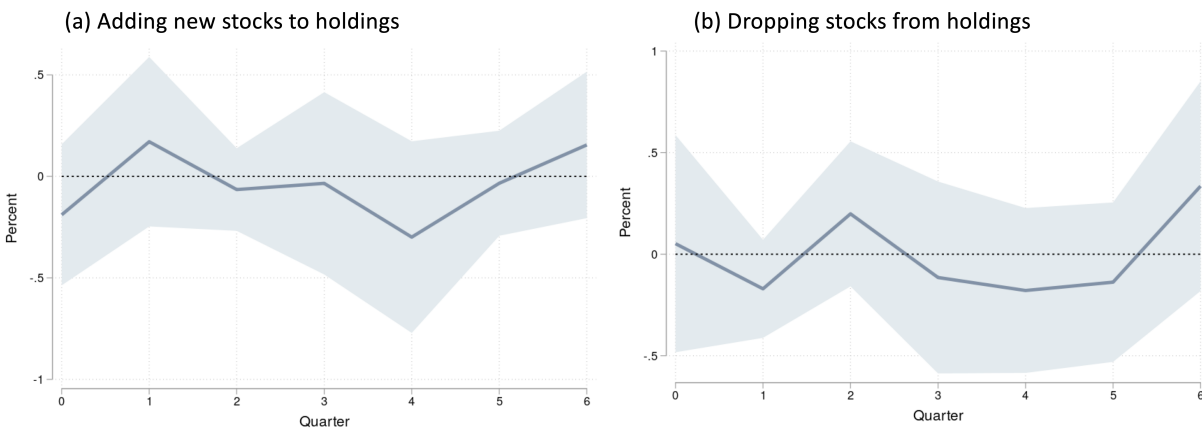 (a) Adding new stocks to holdings
.5
0
-.5
-1
Percent
0 1 2 3 4 5 6
Quarter
(b) Dropping stocks from holdings
1
.5
0
-.5
Percent
0 1 2 3 4 5 6
Quarter